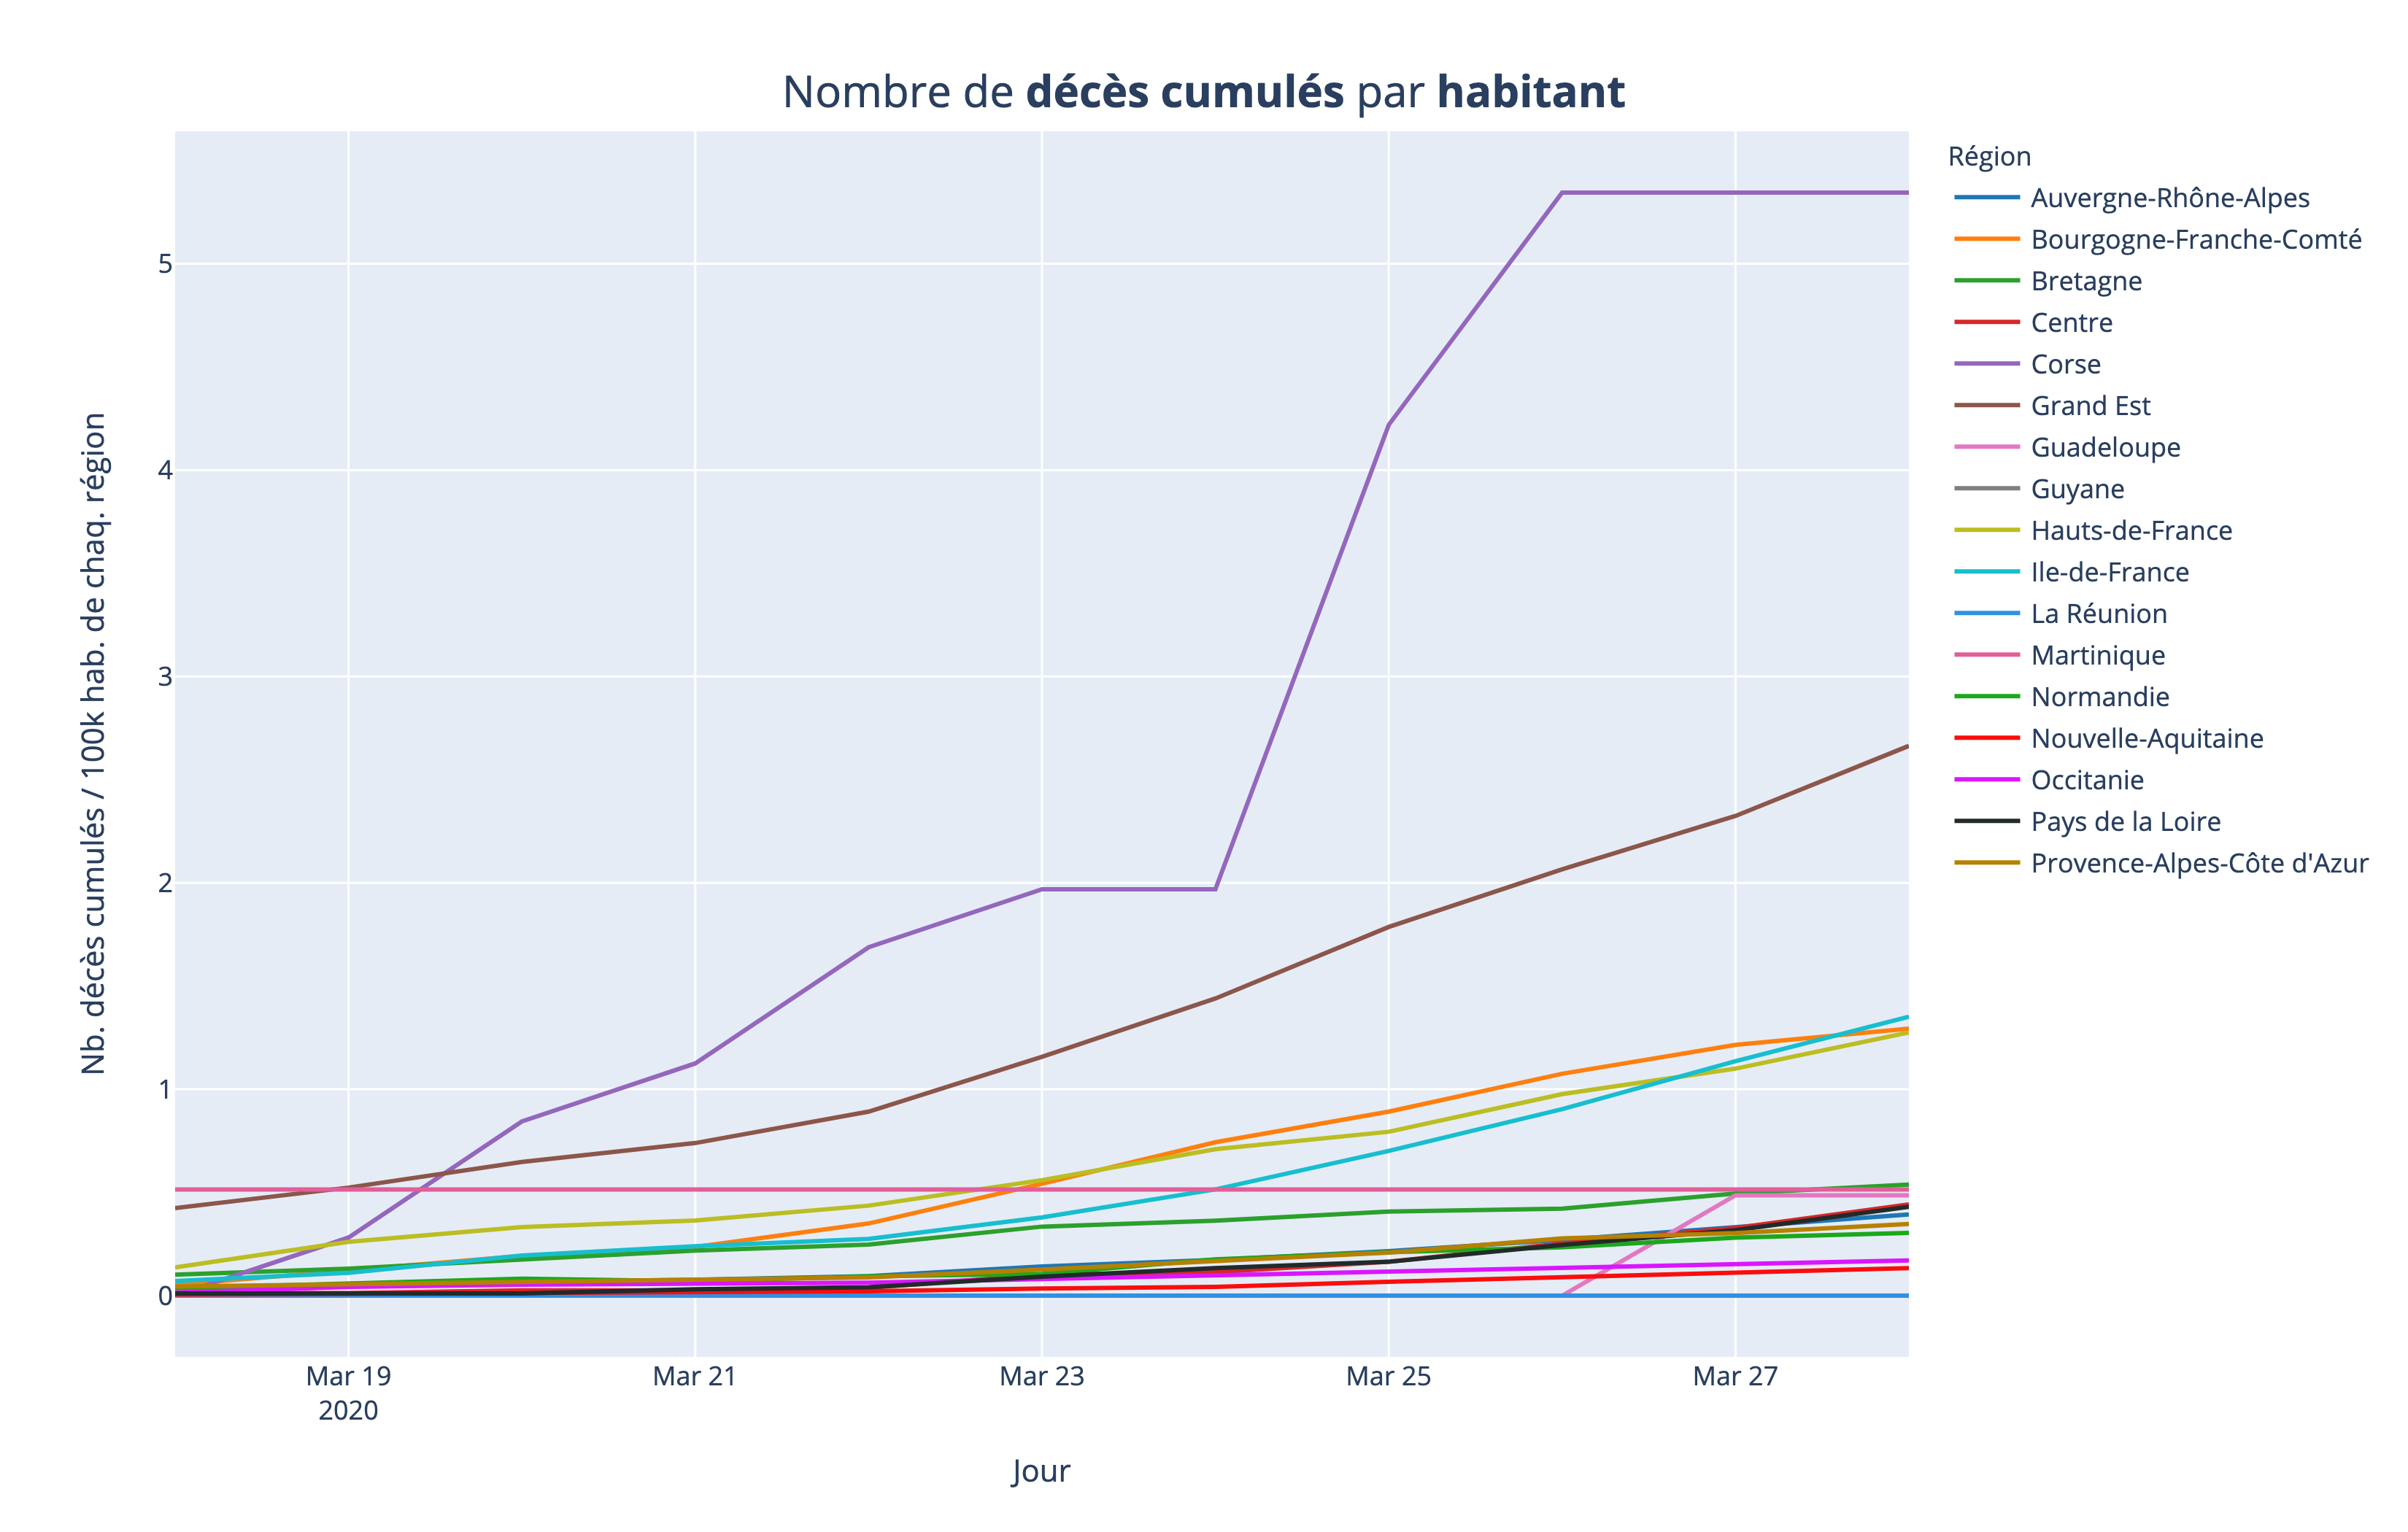 Nombre de décès cumulés par habitant
Nb. décès cumulés / 100k hab. de chaq. région
5
4
3
2
1
0
Mar 19
2020
Mar 21
Mar 23
Mar 25
Mar 27
Jour
Région
Auvergne-Rhône-Alpes
Bourgogne-Franche-Comté
Bretagne
Centre
Corse
Grand Est
Guadeloupe
Guyane
Hauts-de-France
Ile-de-France
La Réunion
Martinique
Normandie
Nouvelle-Aquitaine
Occitanie
Pays de la Loire
Provence-Alpes-Côte d'Azur